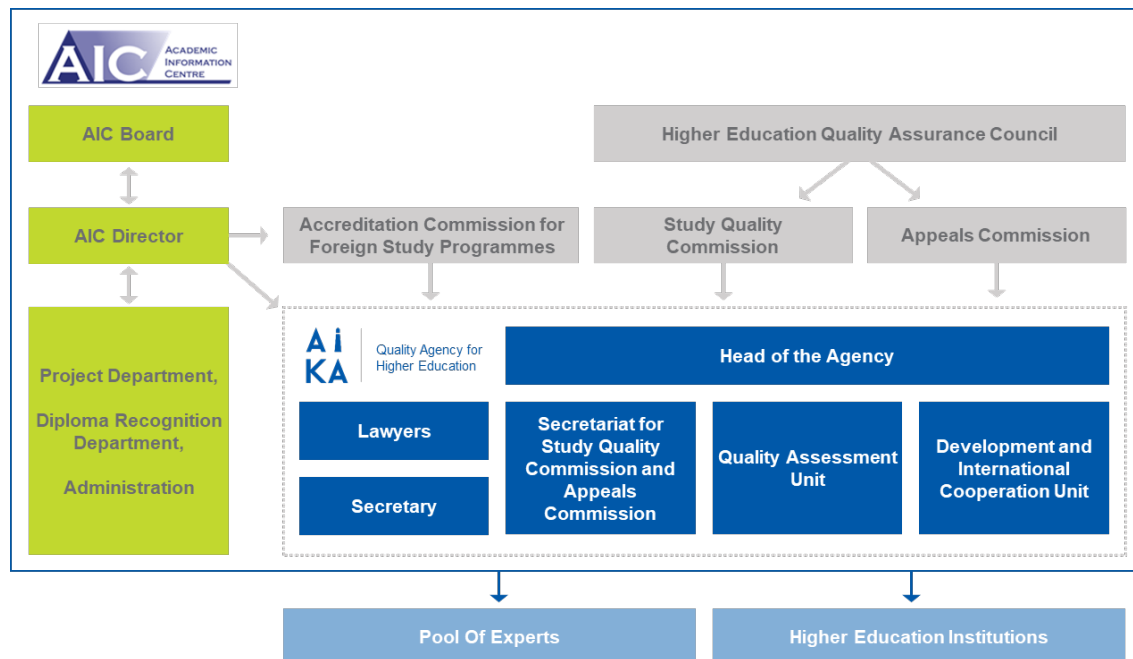 AIC
ACADEMIC
INFORMATION
CENTRE
AIC Board
Higher Education Quality Assurance Council
AIC Director
Accreditation Commission for
Foreign Study Programmes
Study Quality
Commission
Appeals Commission
Project Department,
Diploma Recognition
Department,
Administration
AiKA
Quality Agency for
Higher Education
Head of the Agency
Lawyers
Secretary
Secretariat for
Study Quality
Commission and
Appeals
Commission
Quality Assessment
Unit
Development and
International
Cooperation Unit
Pool Of Experts
Higher Education Institutions